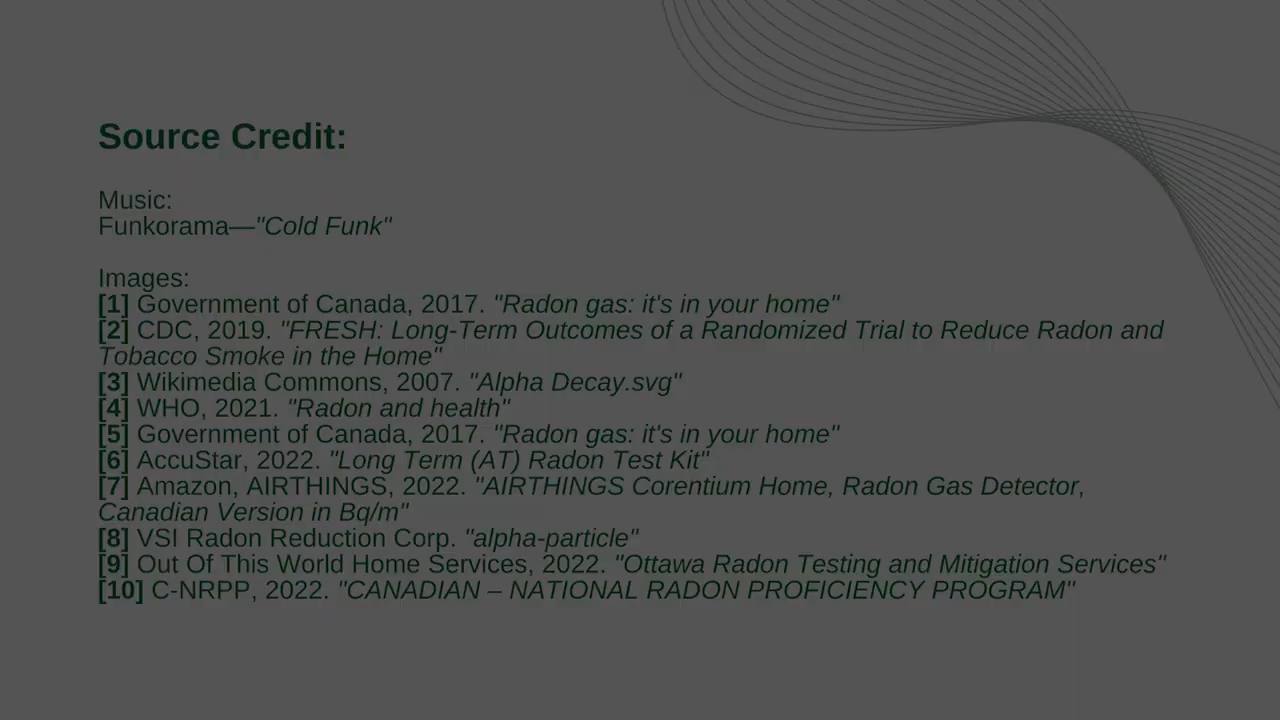 Source Credit:
Music:
Funkorama—"Cold Funk"
Images:
[1] Government of Canada, 2017. "Radon gas: it's in your home"
[2] CDC, 2019. "FRESH: Long-Term Outcomes of a Randomized Trial to Reduce Radon and
Tobacco Smoke in the Home"
[3] Wikimedia Commons, 2007. "Alpha Decay.svg"
[4] WHO, 2021. "Radon and health"
[5] Government of Canada, 2017. "Radon gas: it's in your home"
[6] AccuStar, 2022. "Long Term (AT) Radon Test Kit"
[7] Amazon, AIRTHINGS, 2022. "AIRTHINGS Corentium Home, Radon Gas Detector,
Canadian Version in Bq/m"
[8] VSI Radon Reduction Corp. "alpha-particle"
[9] Out Of This World Home Services, 2022. "Ottawa Radon Testing and Mitigation Services"
[10] C-NRPP, 2022. "CANADIAN – NATIONAL RADON PROFICIENCY PROGRAM"